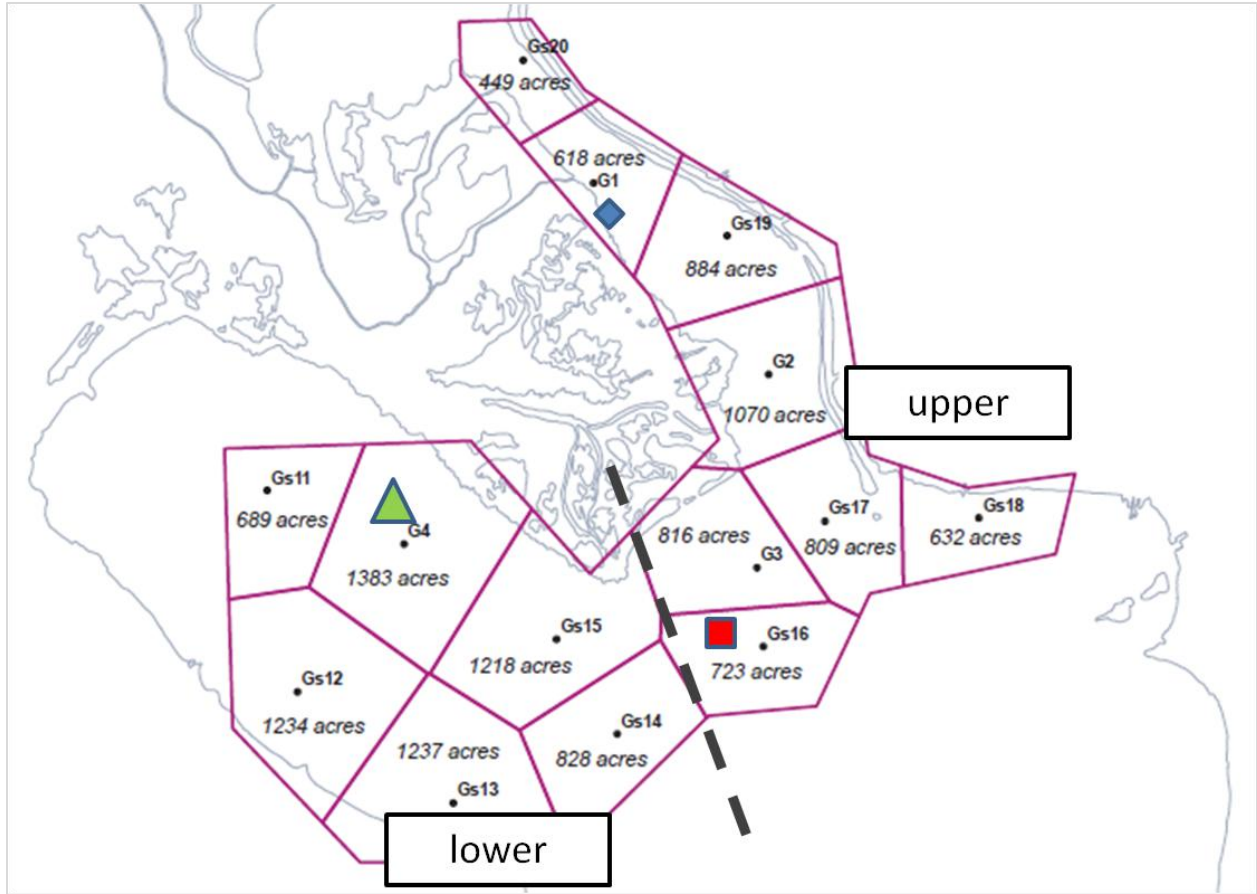 Gs20
449 acres
618 acres
G1
Gs19
884 acres
G2
1070 acres
upper
Gs11
689 acres
G4
1383 acres
816 acres
G3
Gs17
809 acres
Gs18
632 acres
Gs15
1218 acres
Gs16
723 acres
Gs12
1234 acres
Gs14
828 acres
1237 acres
Gs13
lower